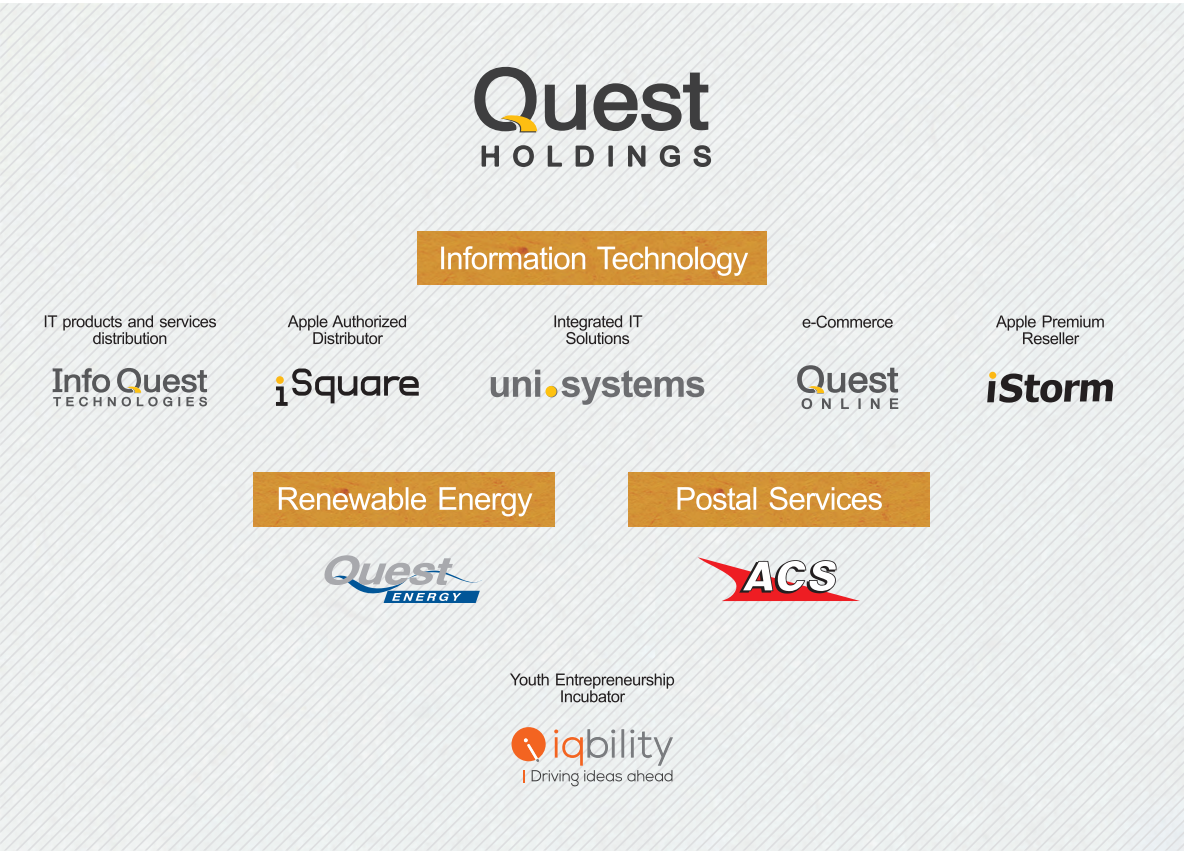 Quest
HOLDINGS
Information Technology
IT products and services
distribution
Info Quest
TECHNOLOGIES
Apple Authorized
Distributor
iSquare
Integrated IT
Solutions
uni.systems
e-Commerce
Quest
ONLINE
Apple Premium
Reseller
iStorm
Renewable Energy
Quest
ENERGY
Postal Services
ACS
Youth Entrepreneurship
Incubator
iqbility
Driving ideas ahead